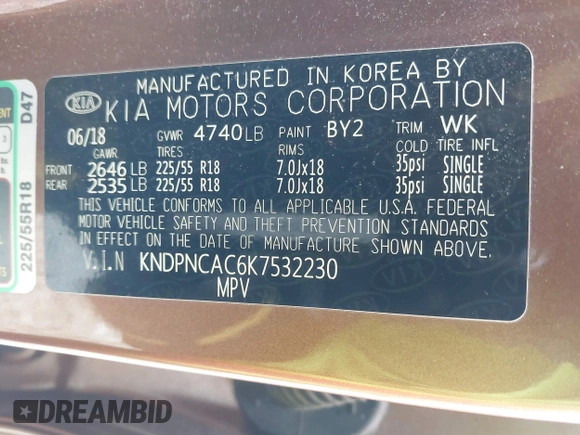 MANUFACTURED IN KOREA BY
KIA KIA MOTORS CORPORATION
06/18 GVWR 4740 LB PAINT BY2 TRIM WK
GAWR TIRES RIMS COLD TIRE INFL
FRONT 2646 LB 225/55 R18 7.0Jx18 35psi SINGLE
REAR 2535 LB 225/55 R18 7.0Jx18 35psi SINGLE
THIS VEHICLE CONFORMS TO ALL APPLICABLE U.S.A. FEDERAL
MOTOR VEHICLE SAFETY AND THEFT PREVENTION STANDARDS
IN EFFECT ON THE DATE OF MANUFACTURE SHOWN ABOVE.
V.I.N KNDPNCAC6K7532230
MPV
D47
225/55R18
DREAMBID